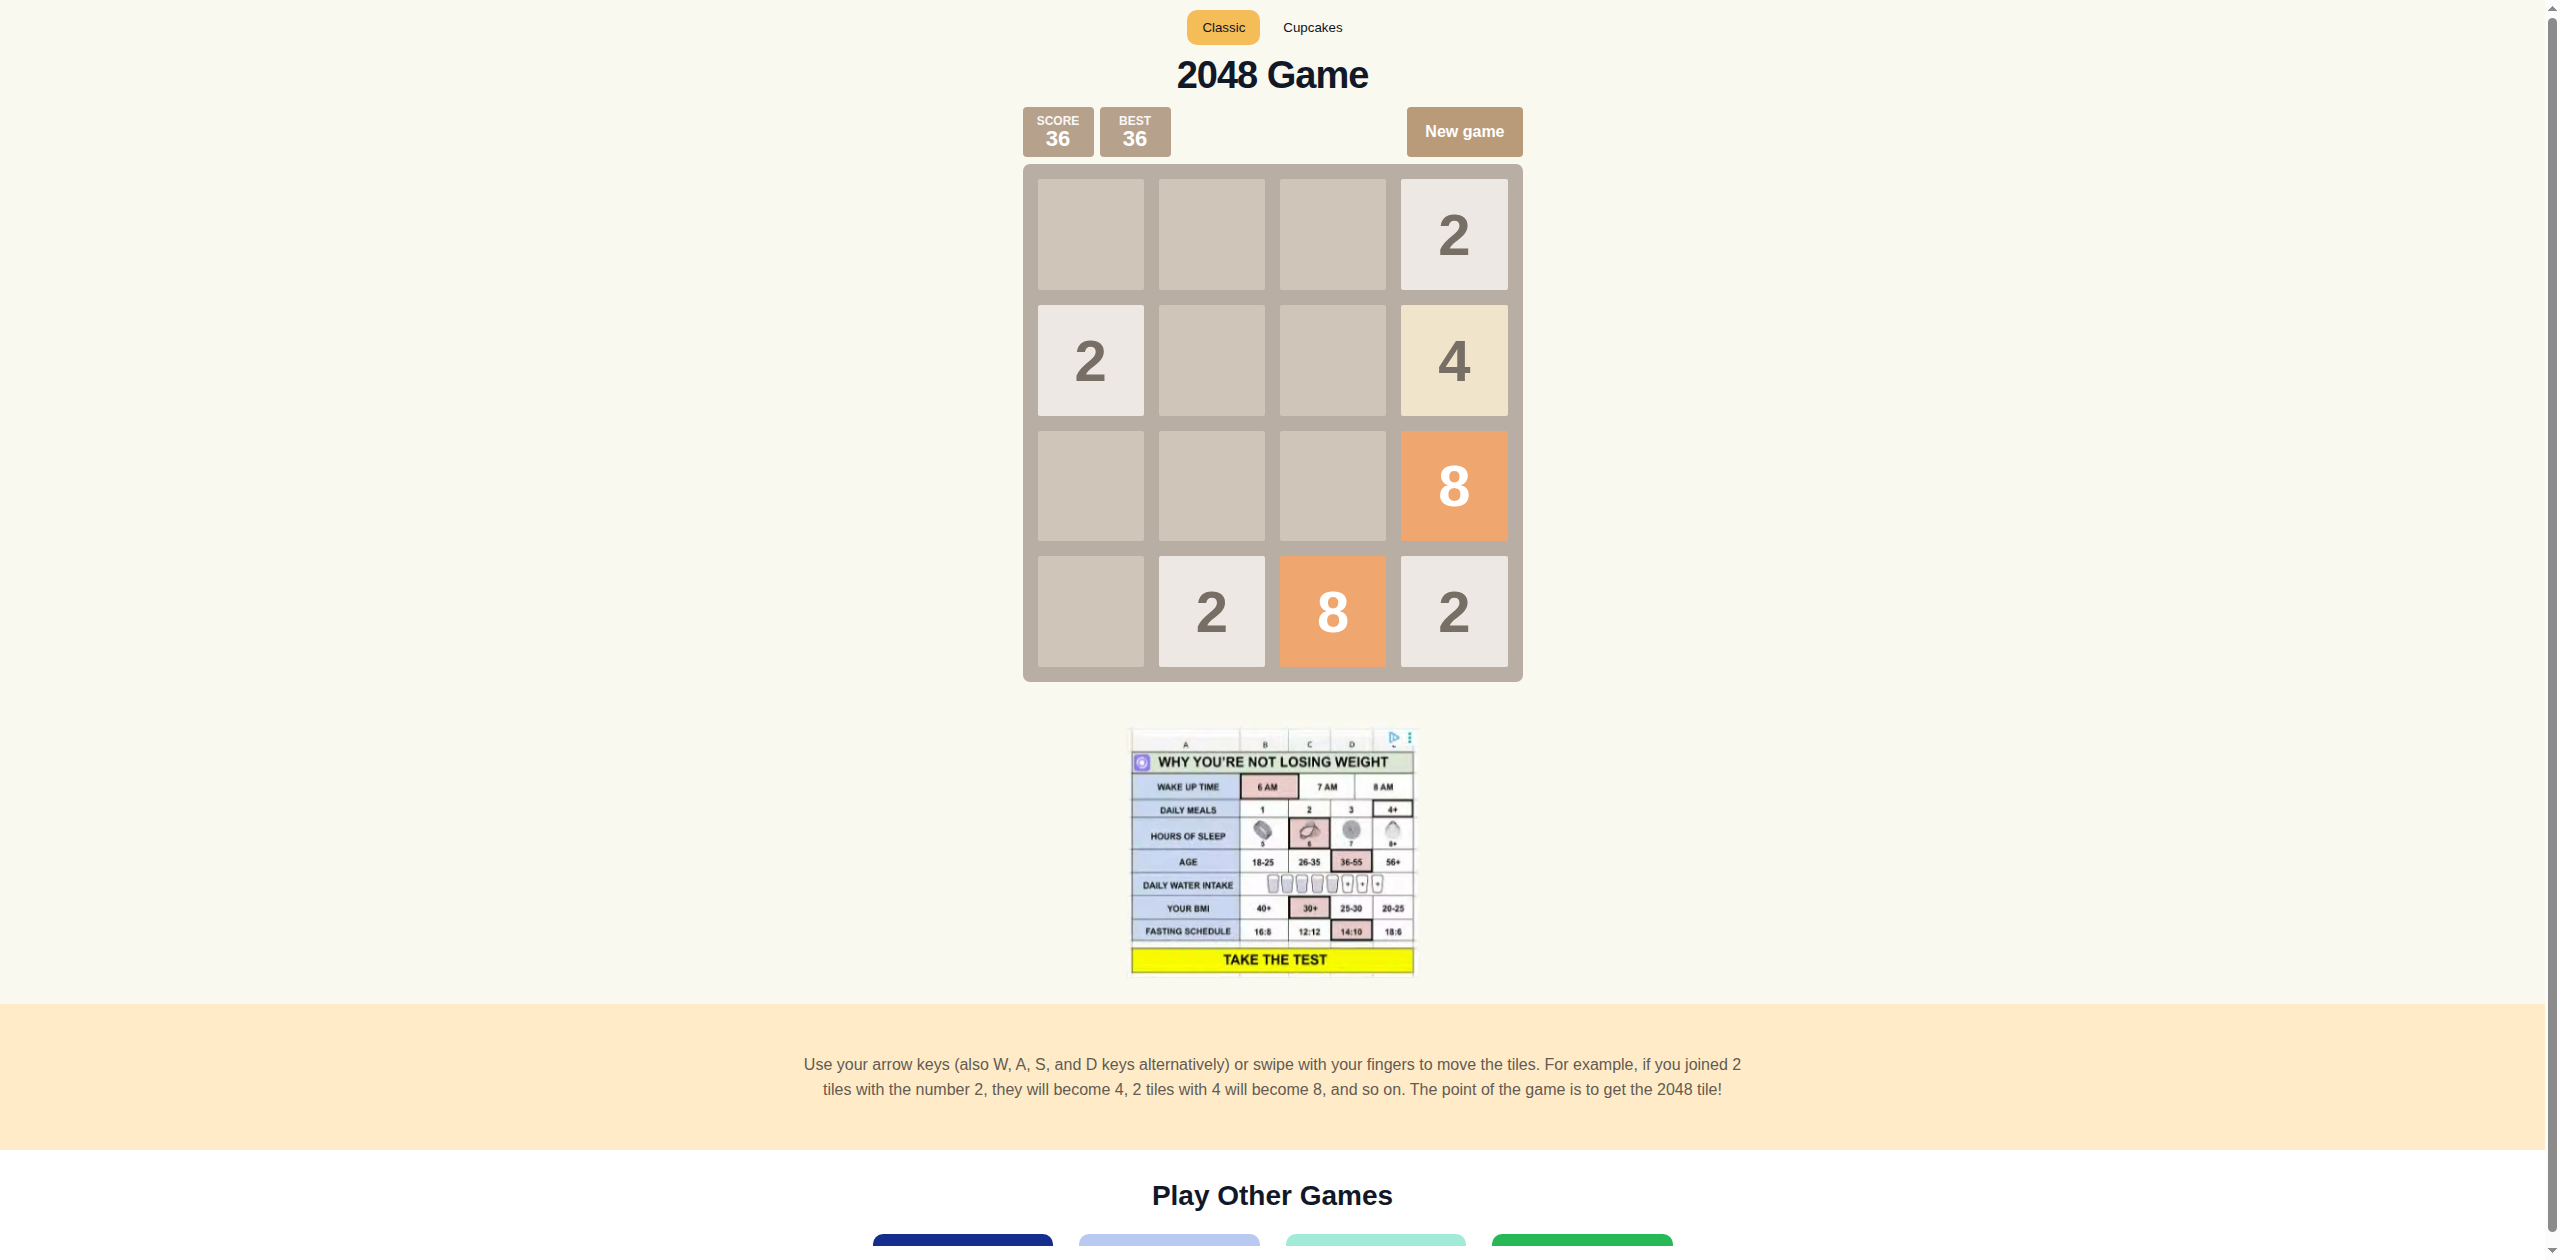 Classic Cupcakes
2048 Game
SCORE BEST
36 36
New game
2
2 4
8
2 8 2
A B C D
WHY YOU'RE NOT LOSING WEIGHT
WAKE UP TIME 6 AM 7 AM 8 AM
DAILY MEALS 1 2 3 4+
HOURS OF SLEEP 5 6 7 8+
AGE 18-25 26-35 36-55 56+
DAILY WATER INTAKE
YOUR BMI 40+ 30+ 25-30 20-25
FASTING SCHEDULE 16:8 12:12 14:10 18:6
TAKE THE TEST
Use your arrow keys (also W, A, S, and D keys alternatively) or swipe with your fingers to move the tiles. For example, if you joined 2
tiles with the number 2, they will become 4, 2 tiles with 4 will become 8, and so on. The point of the game is to get the 2048 tile!
Play Other Games